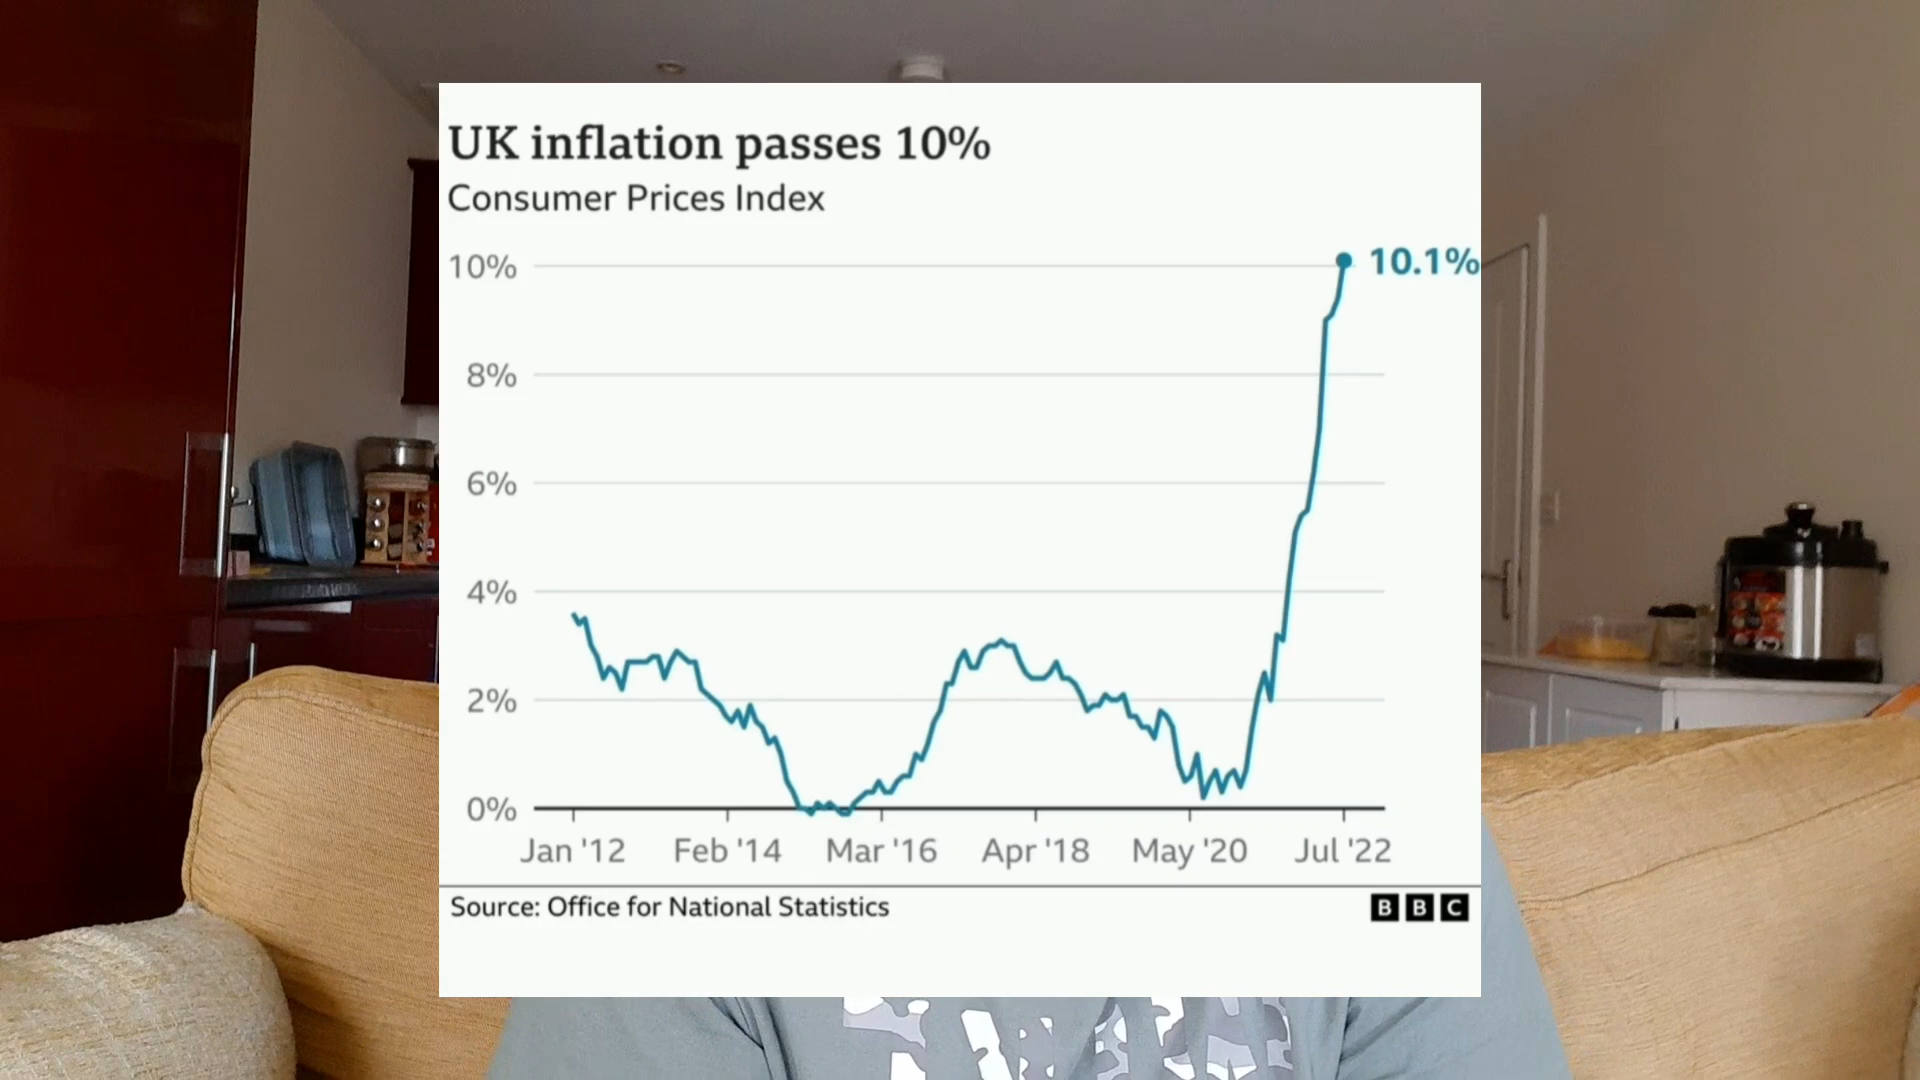 UK inflation passes 10%
Consumer Prices Index
10%
10.1%
8%
6%
4%
2%
0%
Jan '12 Feb '14 Mar '16 Apr '18 May '20 Jul '22
Source: Office for National Statistics
BBC